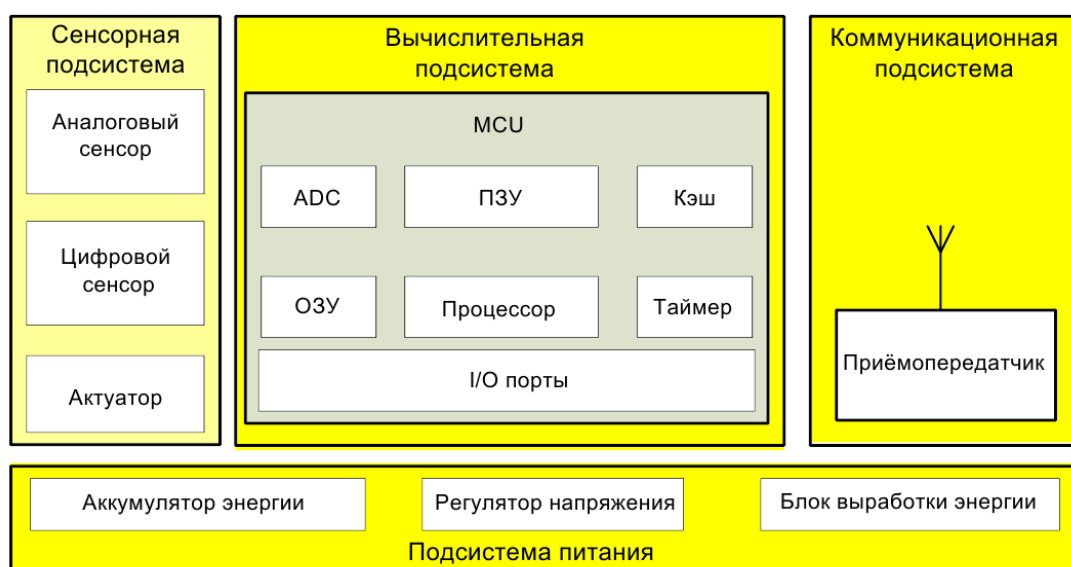 Сенсорная
подсистема
Аналоговый
сенсор
Цифровой
сенсор
Актуатор
Вычислительная
подсистема
MCU
ADC
ПЗУ
Кэш
ОЗУ
Процессор
Таймер
I/O порты
Коммуникационная
подсистема
Приёмопередатчик
Аккумулятор энергии
Регулятор напряжения
Блок выработки энергии
Подсистема питания